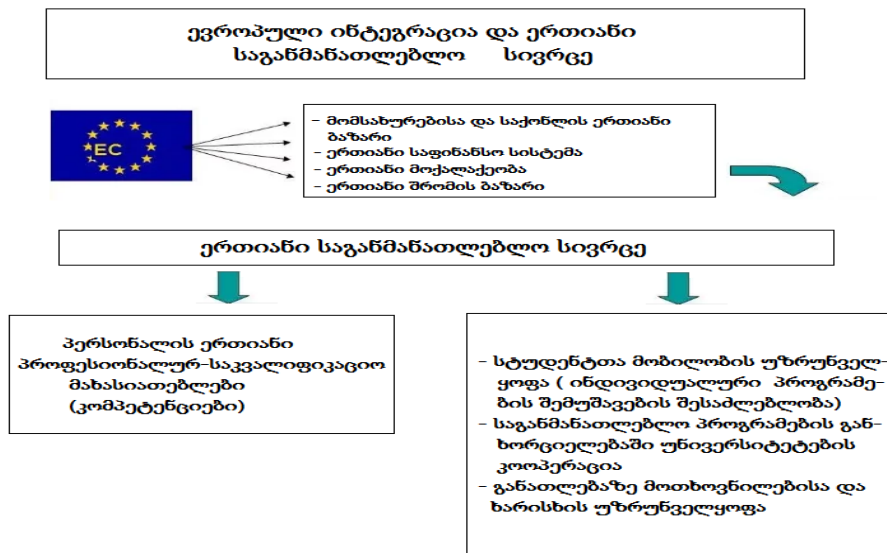 ევროპული ინტეგრაცია და ერთიანი
საგანმანათლებლო სივრცე
EC
– მომსახურებისა და საქონლის ერთიანი
ბაზარი
– ერთიანი საფინანსო სისტემა
– ერთიანი მოქალაქეობა
– ერთიანი შრომის ბაზარი
ერთიანი საგანმანათლებლო სივრცე
პერსონალის ერთიანი
პროფესიონალურ-საკვალიფიკაციო
მახასიათებლები
(კომპეტენციები)
– სტუდენტთა მობილობის უზრუნველ-
ყოფა ( ინდივიდუალური პროგრამე-
ბის შემუშავების შესაძლებლობა)
– საგანმანათლებლო პროგრამების გან-
ხორციელებაში უნივერსიტეტების
კოოპერაცია
– განათლებაზე მოთხოვნილებისა და
ხარისხის უზრუნველყოფა